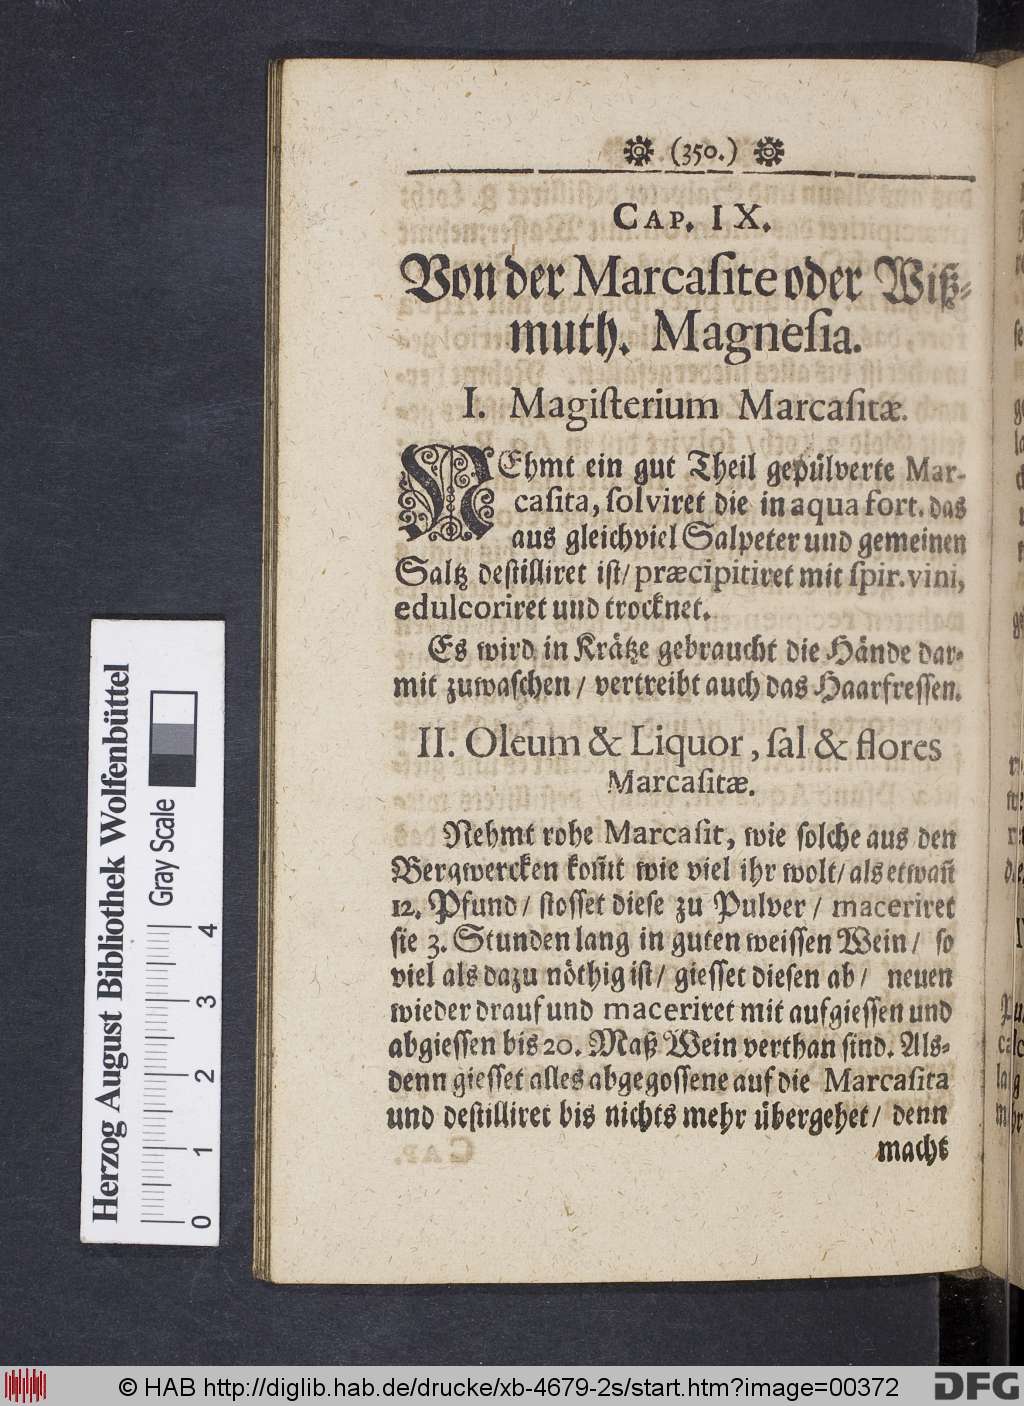 (350.)
CAP. IX.
Von der Marcaſite oder Wiß-
muth. Magneſia.
I. Magiſterium Marcaſitæ.
NEhmt ein gut Theil gepülverte Mar-
caſita, ſolviret die in aqua fort. das
aus gleichviel Salpeter und gemeinen
Saltz deſtilliret iſt/ præcipitiret mit ſpir. vini,
edulcoriret und trocknet.
Es wird in Krätze gebraucht die Hände dar-
mit zuwaſchen / vertreibt auch das Haarfreſſen.
II. Oleum & Liquor, ſal & flores
Marcaſitæ.
Nehmt rohe Marcaſit, wie ſolche aus den
Bergwercken kom̃t wie viel ihr wolt/ als etwañ
12. Pfund / ſtoſſet dieſe zu Pulver / maceriret
ſie 3. Stunden lang in guten weiſſen Wein / ſo
viel als dazu nöthig iſt/ gieſſet dieſen ab / neuen
wieder drauf und maceriret mit aufgieſſen und
abgieſſen bis 20. Maß Wein verthan ſind. Als-
denn gieſſet alles abgegoſſene auf die Marcaſita
und deſtilliret bis nichts mehr übergehet / denn
macht
Herzog August Bibliothek Wolfenbüttel
Gray Scale
0 1 2 3 4
© HAB http://diglib.hab.de/drucke/xb-4679-2s/start.htm?image=00372
DFG